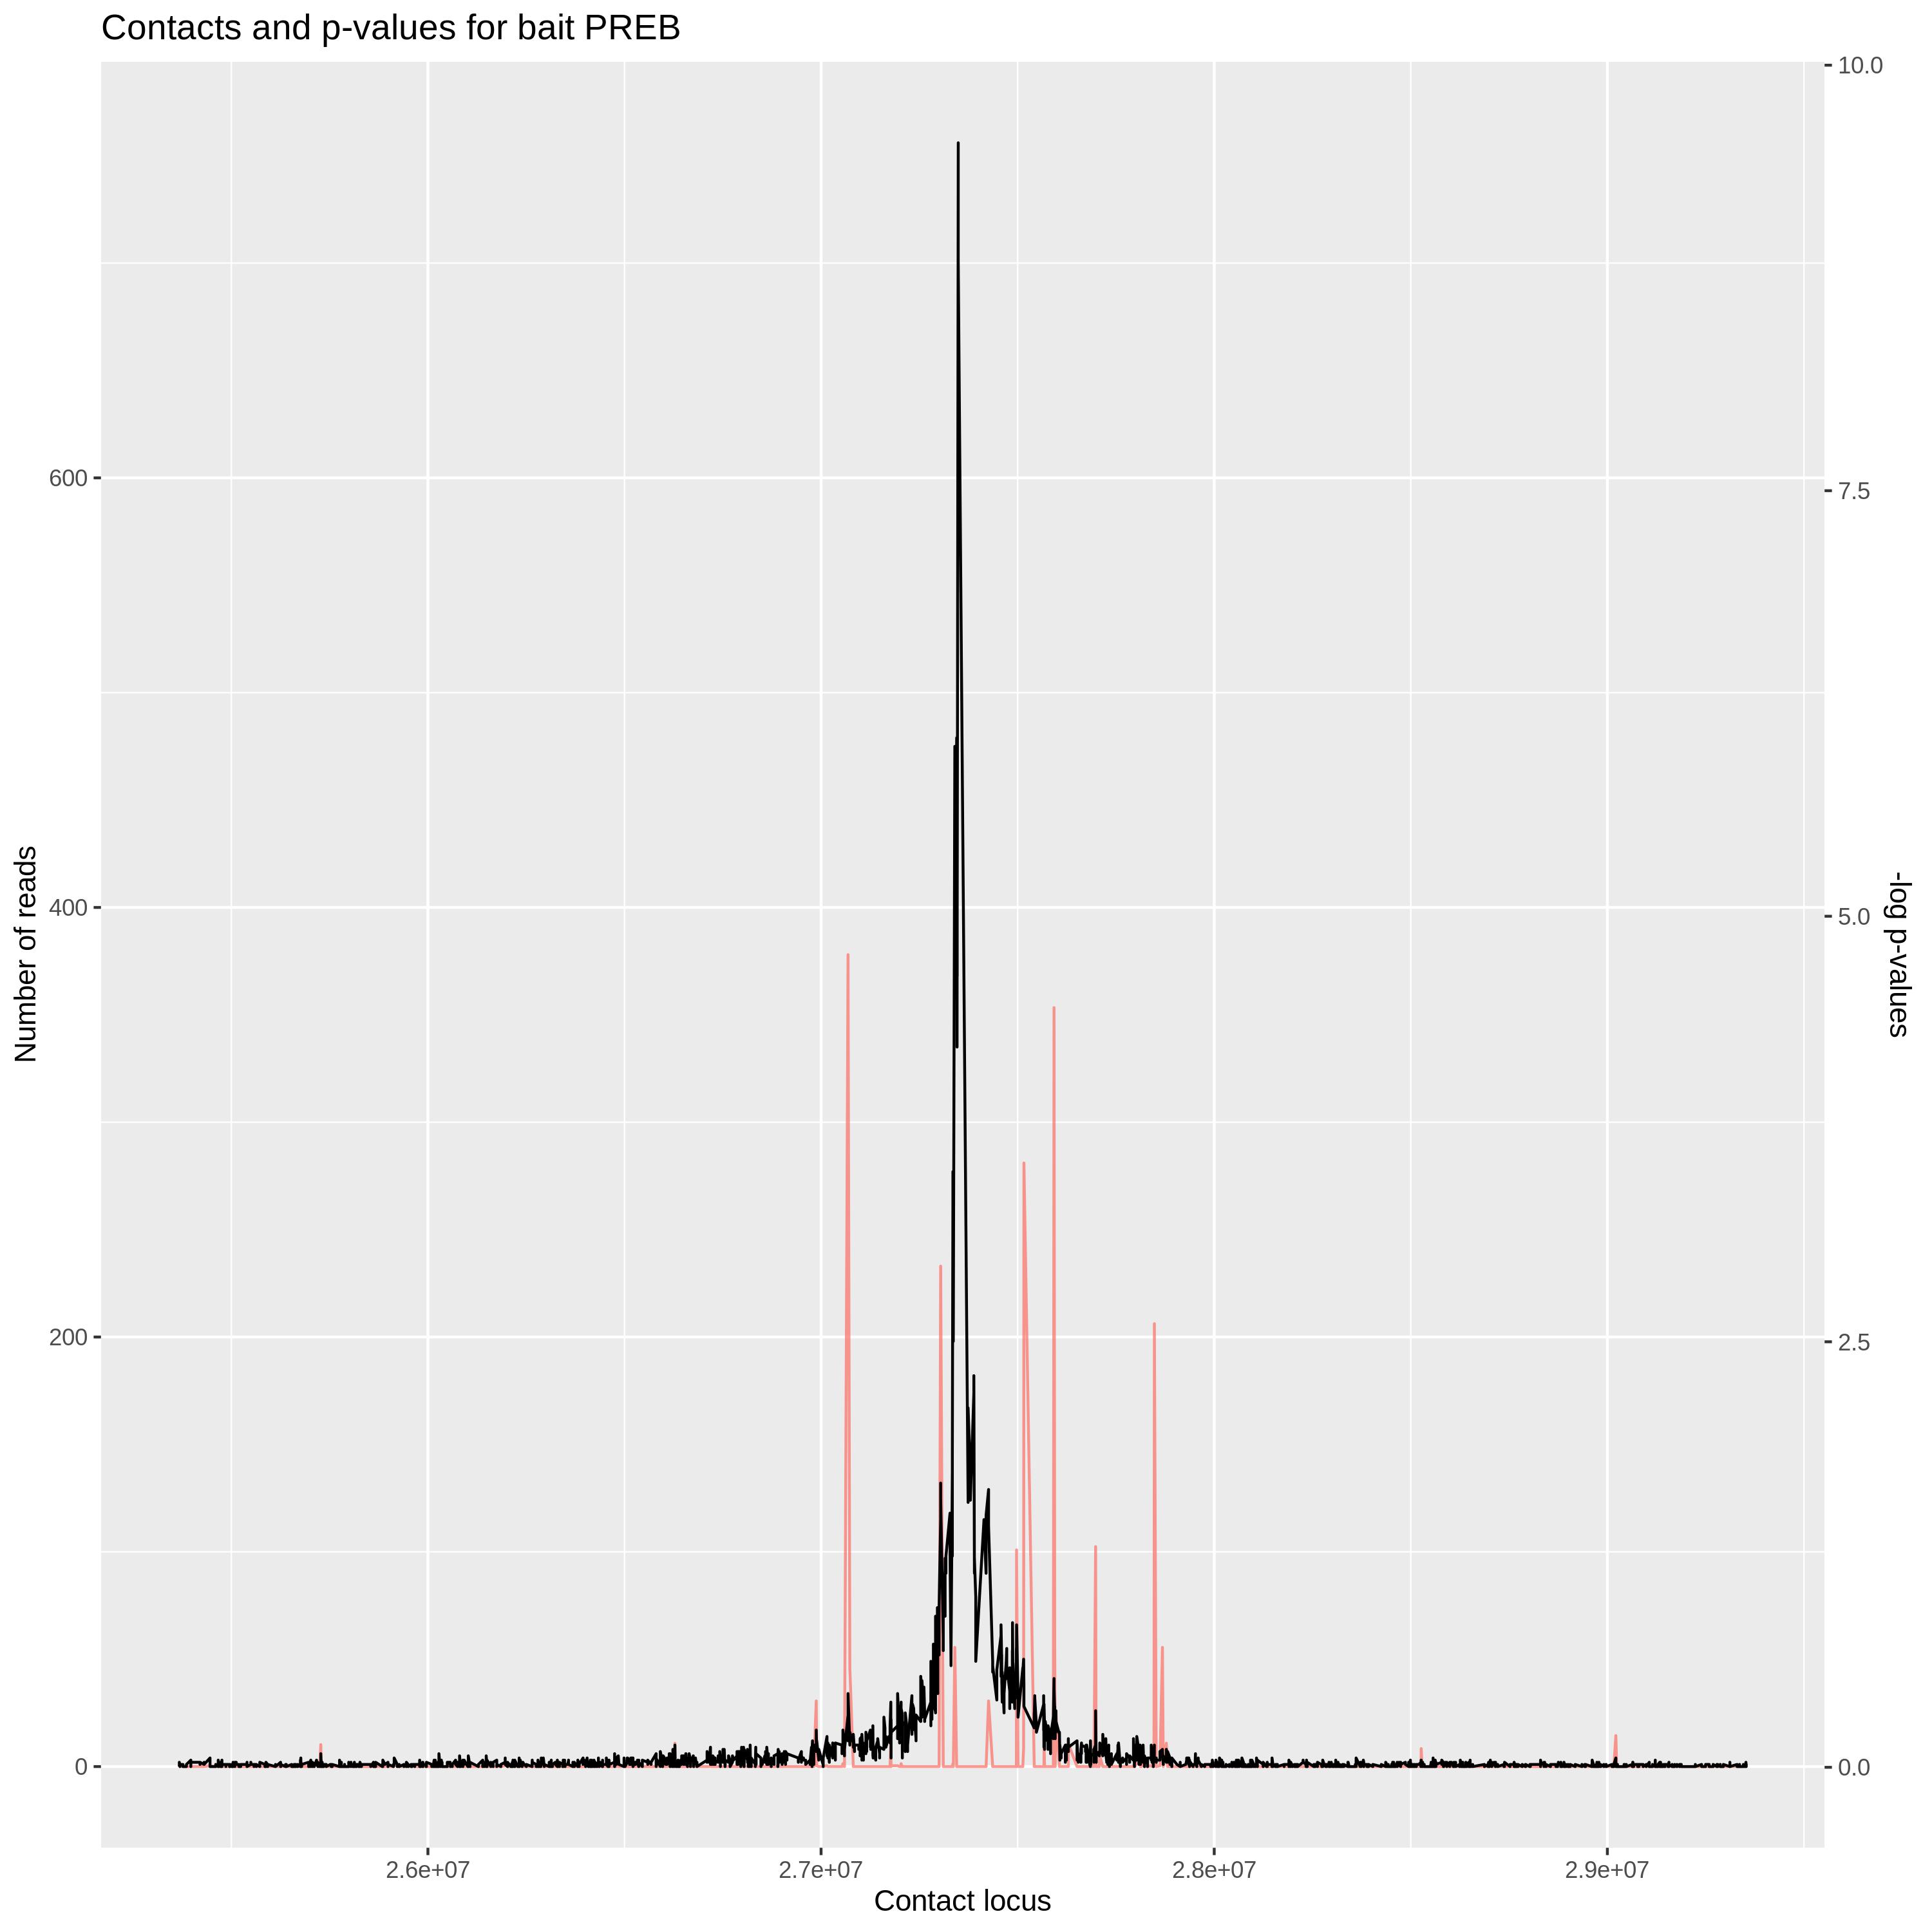 Contacts and p-values for bait PREB
10.0
600
7.5
Number of reads
400
5.0
-log p-values
200
2.5
0
0.0
2.6e+07 2.7e+07 2.8e+07 2.9e+07
Contact locus